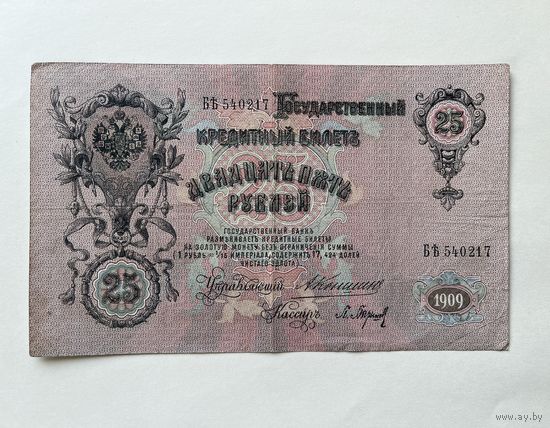 БѢ 540217 Государственный
25
Кредитный Билетъ
Двадцать пять
рублей
Государственный банкъ
размѣниваетъ кредитные билеты
на золотую монету безъ ограниченія суммы
(1 рубль = 1/15 имперіала, содержитъ 17,424 долей
чистаго золота).
БѢ 540217
Управляющій
25
1909
Кассиръ
www.ay.by